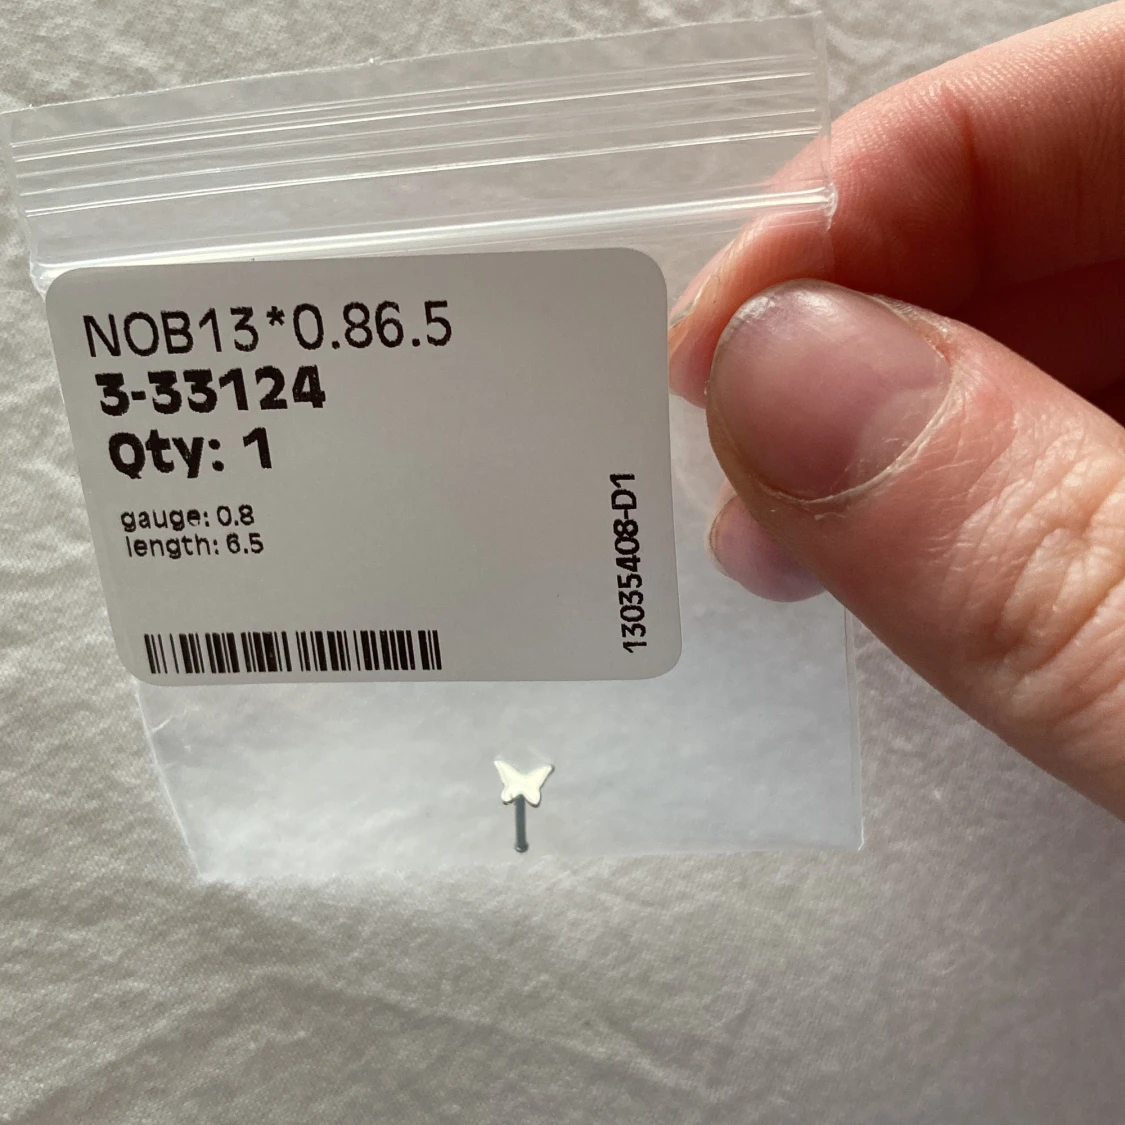 NOB13*0.86.5
3-33124
Qty: 1
gauge: 0.8
length: 6.5
13035408-D1